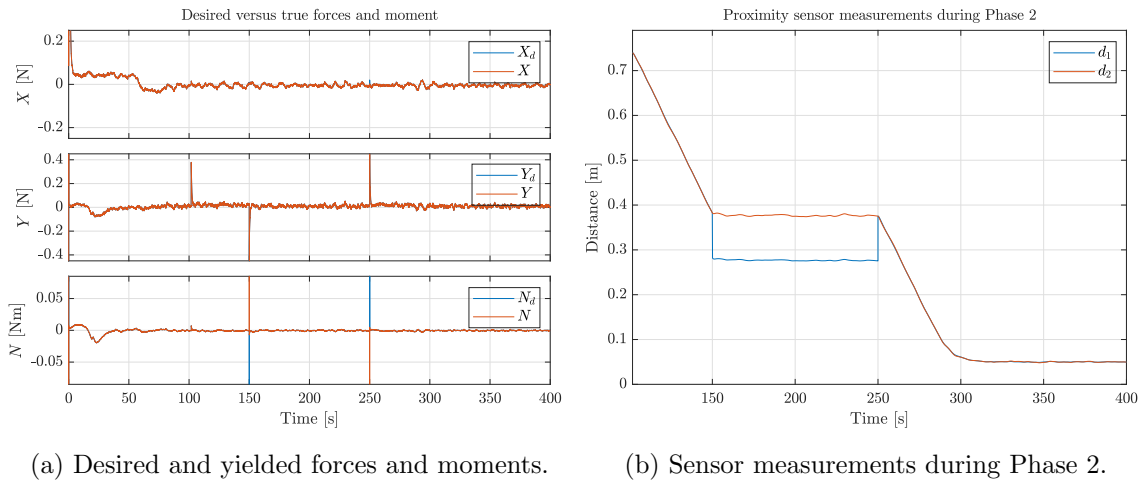 Desired versus true forces and moment
0.2
0
-0.2
X [N]
X_d
X
0.4
0.2
0
-0.2
-0.4
Y [N]
Y_d
Y
0.05
0
-0.05
N [Nm]
N_d
N
0 50 100 150 200 250 300 350 400
Time [s]
(a) Desired and yielded forces and moments.
Proximity sensor measurements during Phase 2
0.7
0.6
0.5
0.4
0.3
0.2
0.1
0
Distance [m]
d_1
d_2
150 200 250 300 350 400
Time [s]
(b) Sensor measurements during Phase 2.